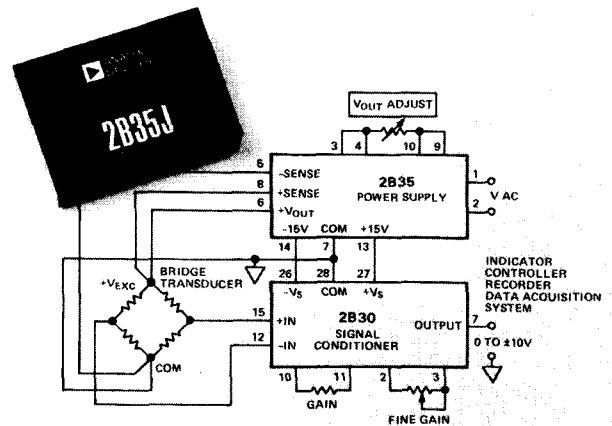 2B35J
VOUT ADJUST
3 4 10 9
-SENSE
8 +SENSE
6 +VOUT
2B35
POWER SUPPLY
1
2
V AC
-15V COM +15V
14 7 13
26 28 27
-VS COM +VS
+VEXC
BRIDGE
TRANSDUCER
COM
15 +IN
12 -IN
2B30
SIGNAL
CONDITIONER
OUTPUT 7
INDICATOR
CONTROLLER
RECORDER
DATA ACQUISITION
SYSTEM
0 TO ±10V
10 11 2 3
GAIN
FINE GAIN